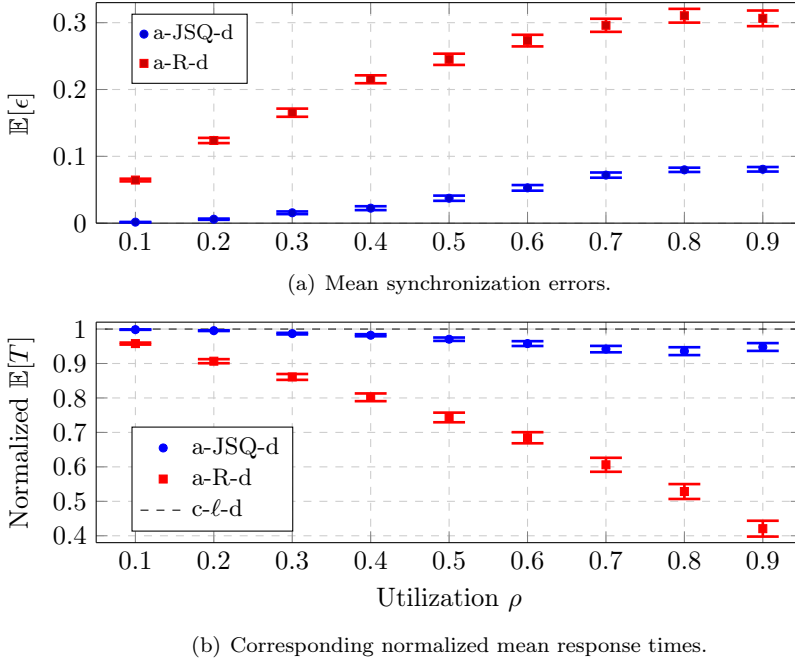 0.3
0.2
0.1
0
𝔼[ϵ]
a-JSQ-d
a-R-d
0.1 0.2 0.3 0.4 0.5 0.6 0.7 0.8 0.9
(a) Mean synchronization errors.
1
0.9
0.8
0.7
0.6
0.5
0.4
Normalized 𝔼[T]
a-JSQ-d
a-R-d
c-ℓ-d
0.1 0.2 0.3 0.4 0.5 0.6 0.7 0.8 0.9
Utilization ρ
(b) Corresponding normalized mean response times.